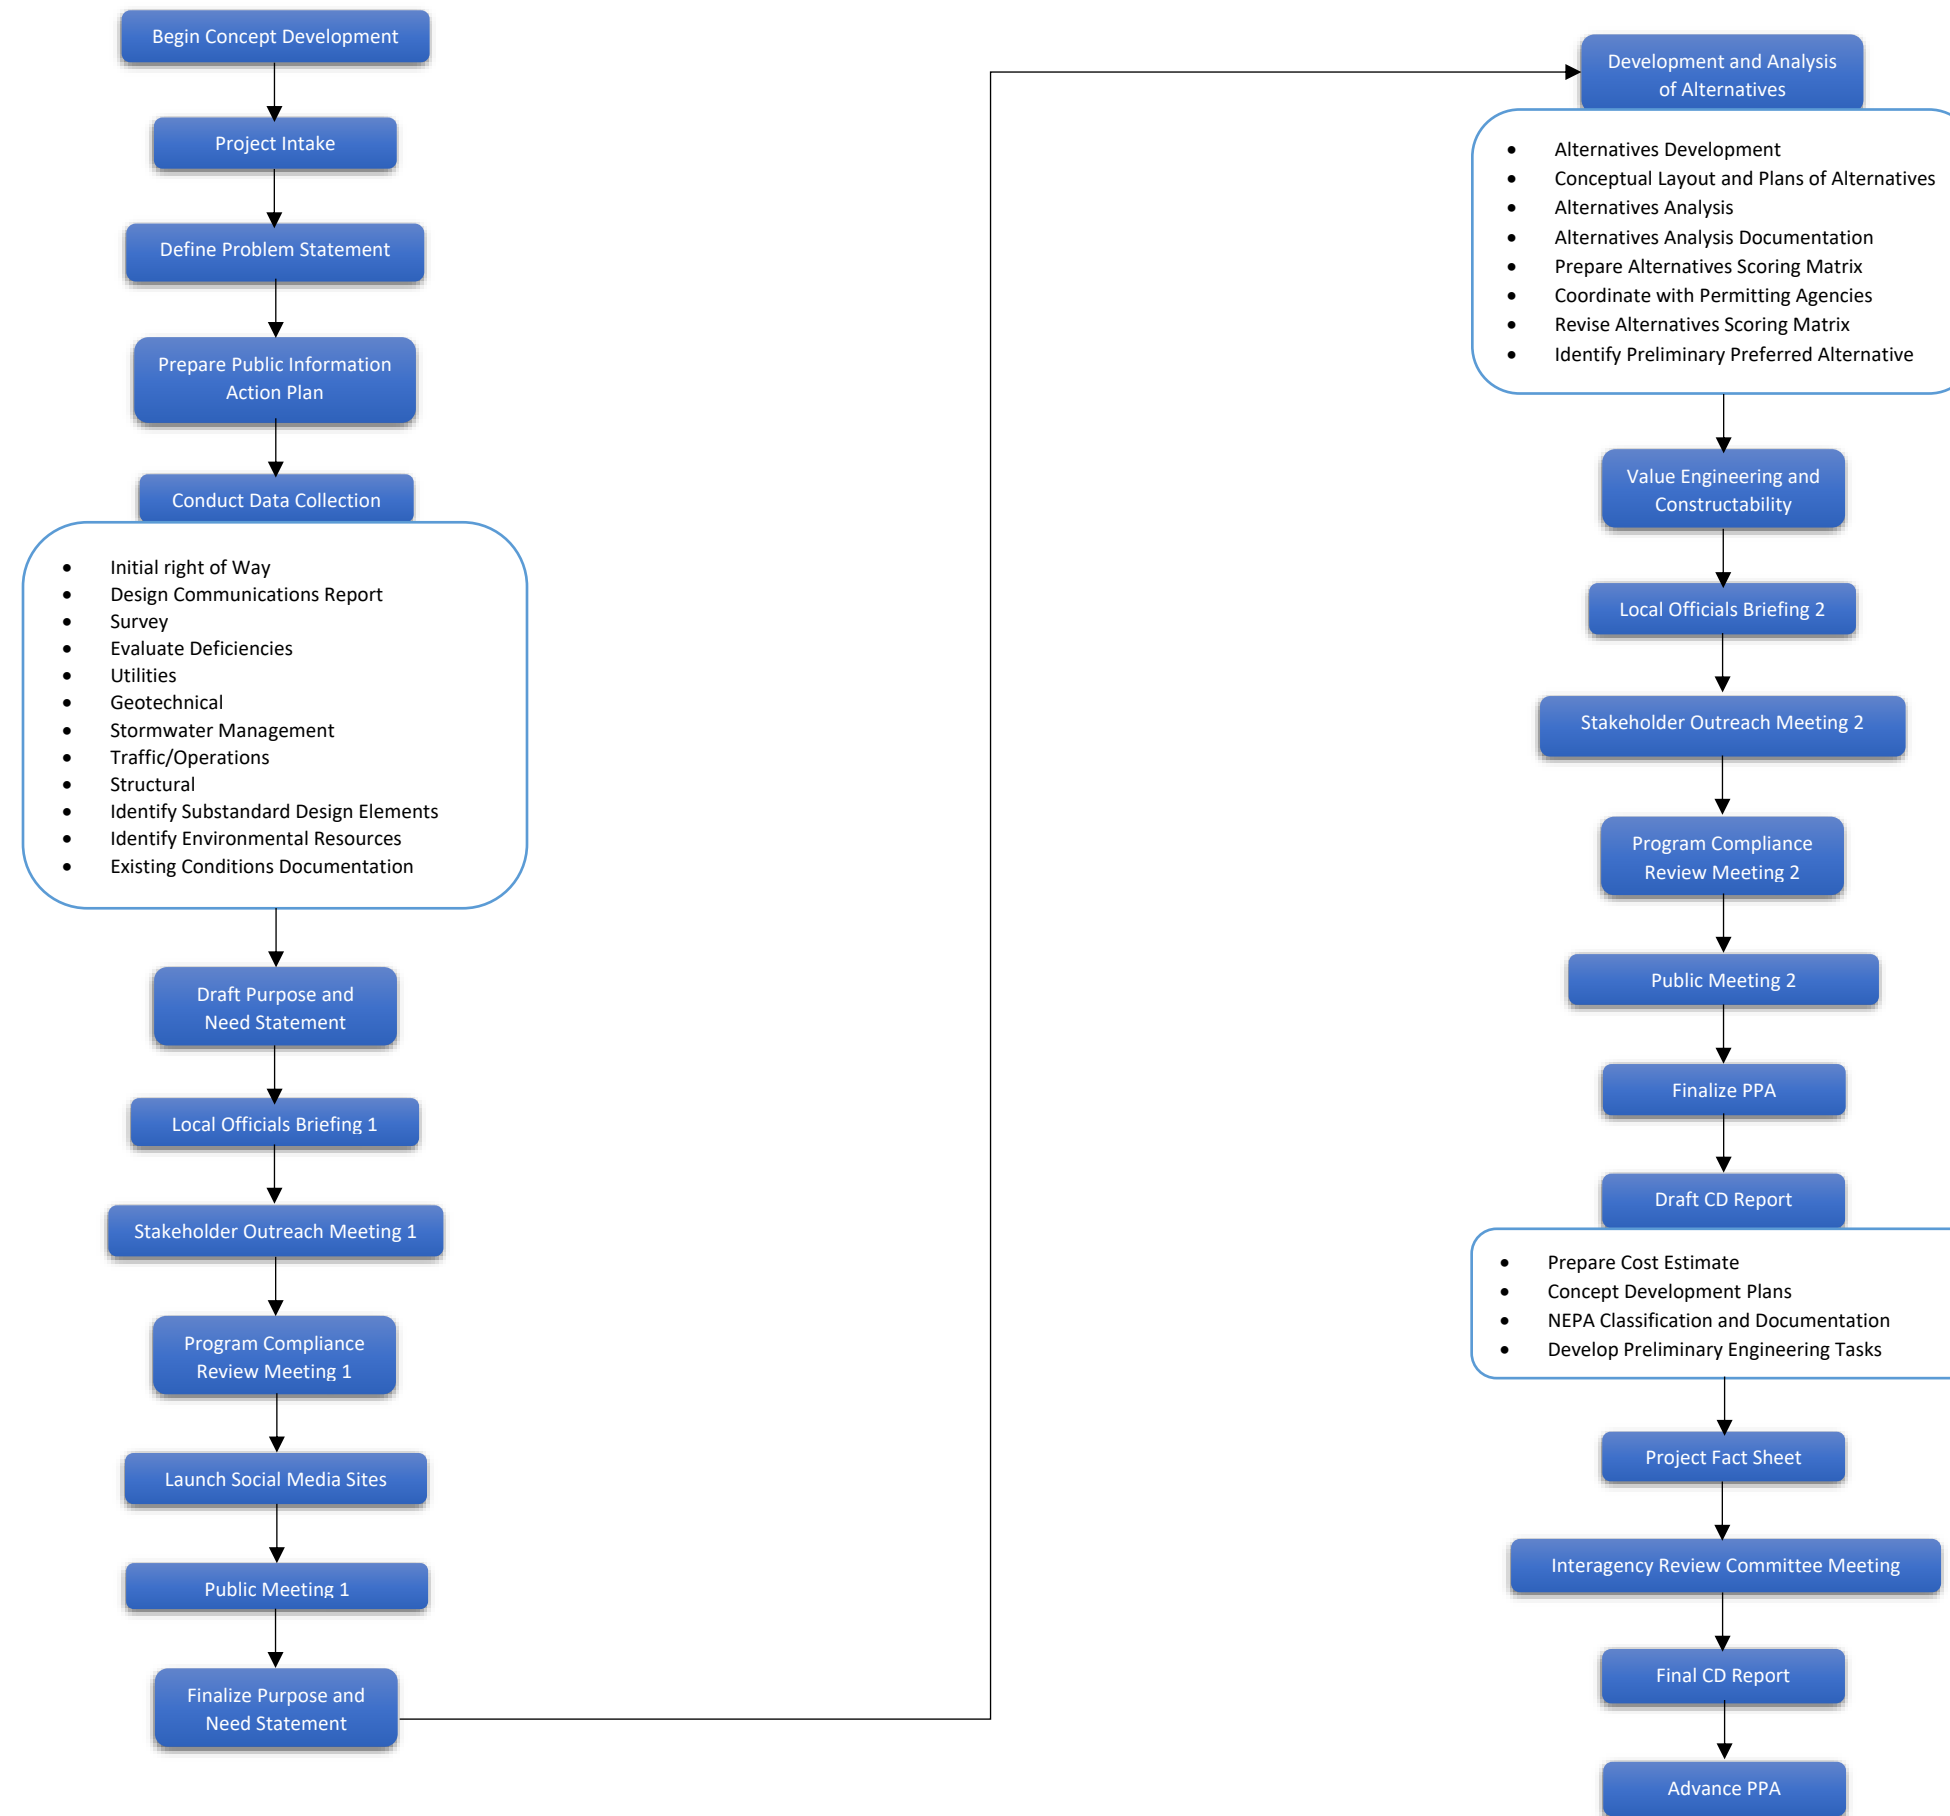 Begin Concept Development
Project Intake
Define Problem Statement
Prepare Public Information
Action Plan
Conduct Data Collection
• Initial right of Way
• Design Communications Report
• Survey
• Evaluate Deficiencies
• Utilities
• Geotechnical
• Stormwater Management
• Traffic/Operations
• Structural
• Identify Substandard Design Elements
• Identify Environmental Resources
• Existing Conditions Documentation
Draft Purpose and
Need Statement
Local Officials Briefing 1
Stakeholder Outreach Meeting 1
Program Compliance
Review Meeting 1
Launch Social Media Sites
Public Meeting 1
Finalize Purpose and
Need Statement
Development and Analysis
of Alternatives
• Alternatives Development
• Conceptual Layout and Plans of Alternatives
• Alternatives Analysis
• Alternatives Analysis Documentation
• Prepare Alternatives Scoring Matrix
• Coordinate with Permitting Agencies
• Revise Alternatives Scoring Matrix
• Identify Preliminary Preferred Alternative
Value Engineering and
Constructability
Local Officials Briefing 2
Stakeholder Outreach Meeting 2
Program Compliance
Review Meeting 2
Public Meeting 2
Finalize PPA
Draft CD Report
• Prepare Cost Estimate
• Concept Development Plans
• NEPA Classification and Documentation
• Develop Preliminary Engineering Tasks
Project Fact Sheet
Interagency Review Committee Meeting
Final CD Report
Advance PPA